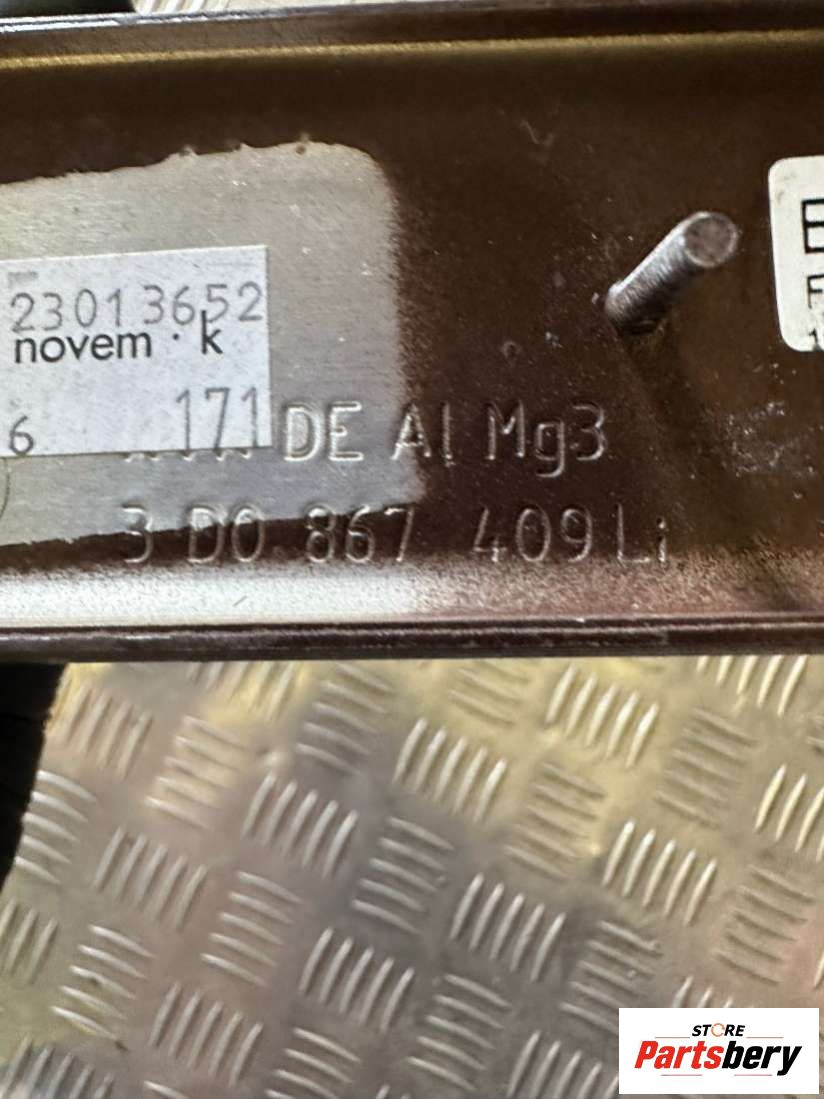 23013652
novem · k
6 171
DE Al Mg3
3 D0 867 409 Li
STORE
Partsbery